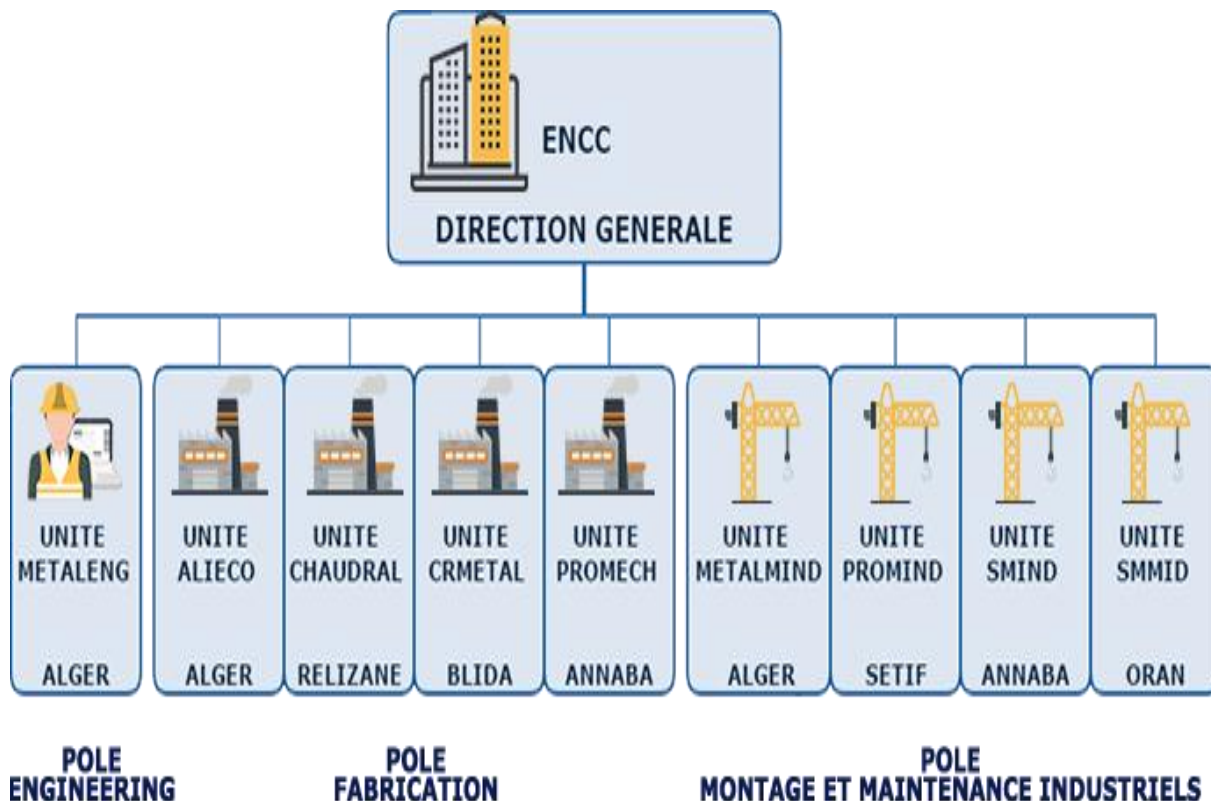 ENCC
DIRECTION GENERALE
UNITE
METALENG
ALGER
UNITE
ALIECO
ALGER
UNITE
CHAUDRAL
RELIZANE
UNITE
CRMETAL
BLIDA
UNITE
PROMECH
ANNABA
UNITE
METALMIND
ALGER
UNITE
PROMIND
SETIF
UNITE
SMIND
ANNABA
UNITE
SMMID
ORAN
POLE
ENGINEERING
POLE
FABRICATION
POLE
MONTAGE ET MAINTENANCE INDUSTRIELS